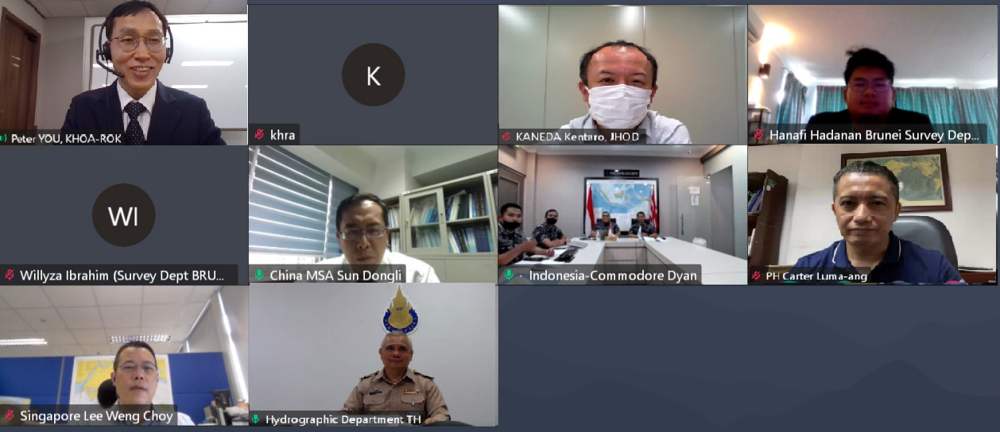 Peter YOU, KHOA-ROK
K
khra
KANEDA Kentaro, JHOD
Hanafi Hadanan Brunei Survey Dep...
WI
Willyza Ibrahim (Survey Dept BRU...
China MSA Sun Dongli
Indonesia-Commodore Dyan
PH Carter Luma-ang
Singapore Lee Weng Choy
Hydrographic Department TH